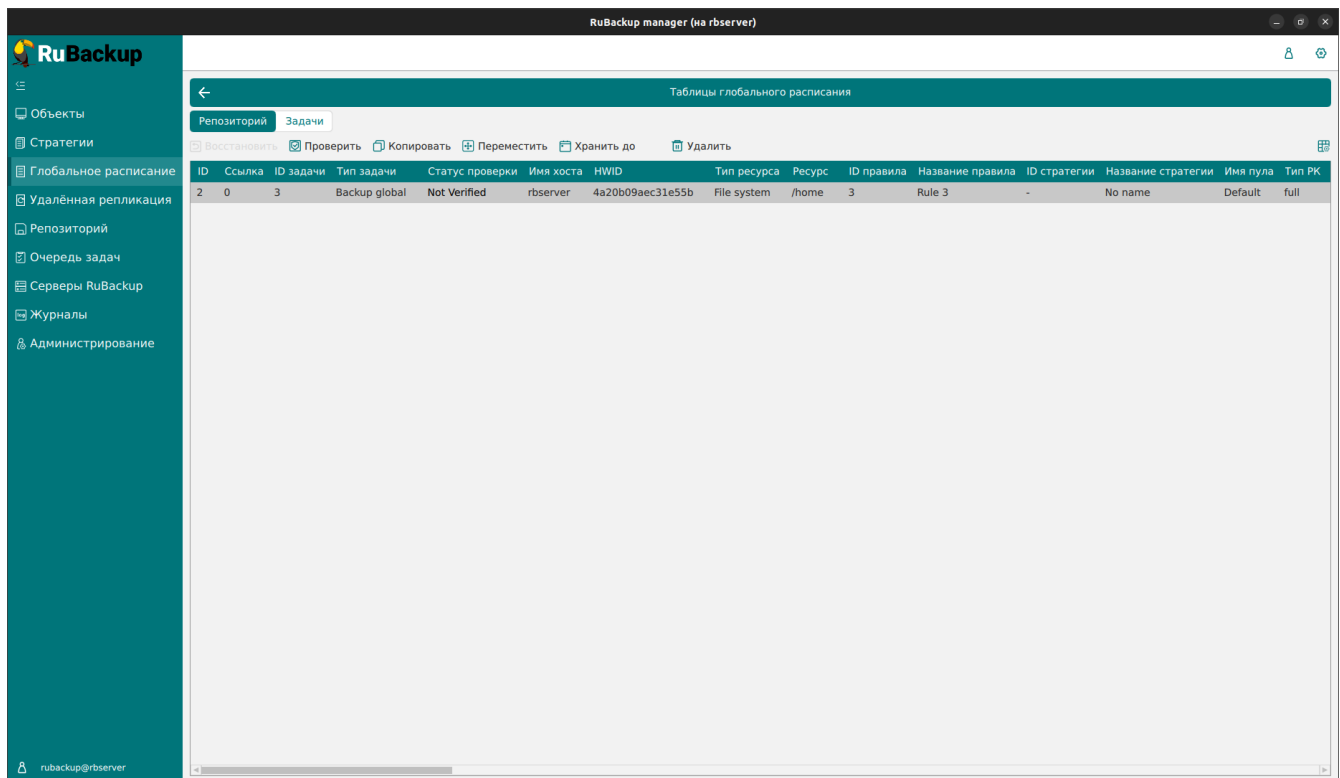 RuBackup manager (на rbserver)
RuBackup
Таблицы глобального расписания
Объекты
Стратегии
Глобальное расписание
Удалённая репликация
Репозиторий
Очередь задач
Серверы RuBackup
Журналы
Администрирование
rubackup@rbserver
Репозиторий Задачи
Восстановить Проверить Копировать Переместить Хранить до Удалить
ID Ссылка ID задачи Тип задачи Статус проверки Имя хоста HWID Тип ресурса Ресурс ID правила Название правила ID стратегии Название стратегии Имя пула Тип РК
2 0 3 Backup global Not Verified rbserver 4a20b09aec31e55b File system /home 3 Rule 3 - No name Default full